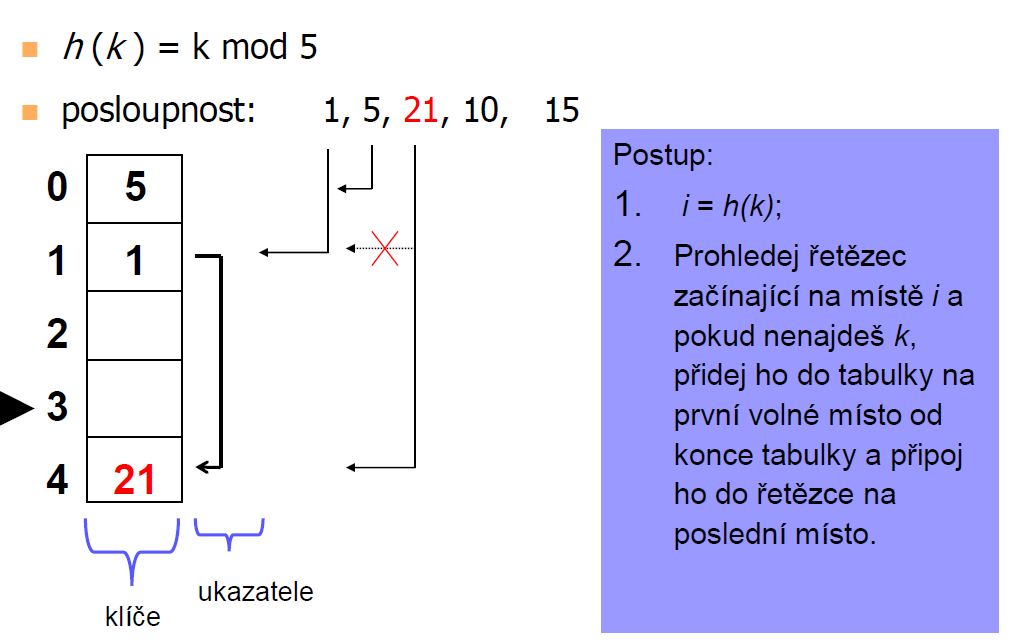 h (k ) = k mod 5
posloupnost: 1, 5, 21, 10, 15
0 5
1 1
2
3
4 21
klíče
ukazatele
Postup:
1. i = h(k);
2. Prohledej řetězec
začínající na místě i a
pokud nenajdeš k,
přidej ho do tabulky na
první volné místo od
konce tabulky a připoj
ho do řetězce na
poslední místo.